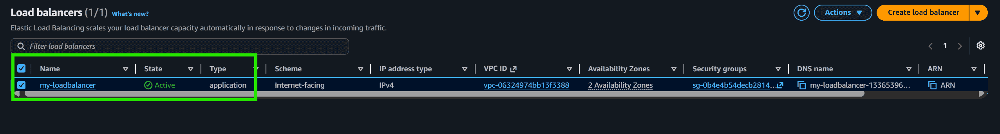 Load balancers (1/1) What's new?
Actions
Create load balancer
Elastic Load Balancing scales your load balancer capacity automatically in response to changes in incoming traffic.
Filter load balancers
1
Name State Type Scheme IP address type VPC ID Availability Zones Security groups DNS name ARN
my-loadbalancer Active application Internet-facing IPv4 vpc-06324974bb13f3388 2 Availability Zones sg-0b4e4b54decb2814... my-loadbalancer-13365396... ARN